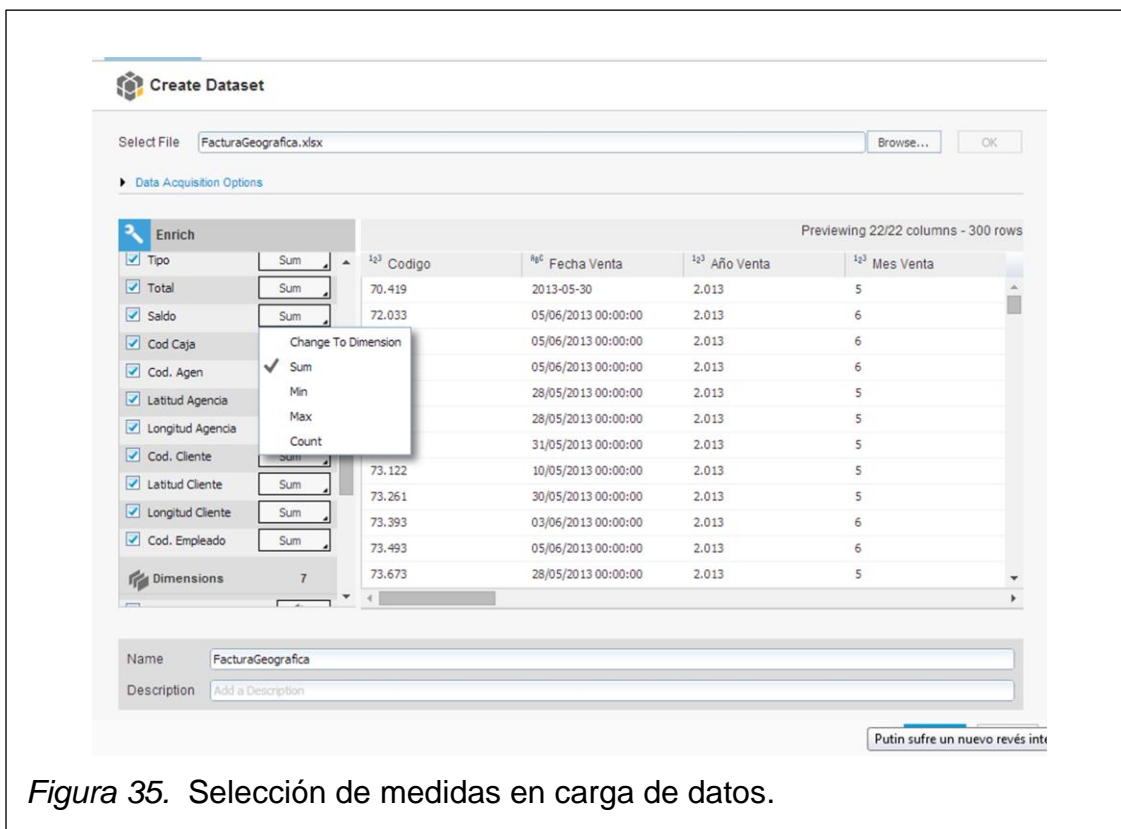 Create Dataset
Select File FacturaGeografica.xlsx Browse... OK
Data Acquisition Options
Enrich Previewing 22/22 columns - 300 rows
123 Codigo ABC Fecha Venta 123 Año Venta 123 Mes Venta
Tipo Sum
Total Sum 70.419 2013-05-30 2.013 5
Saldo Sum 72.033 05/06/2013 00:00:00 2.013 6
Cod Caja Change To Dimension 05/06/2013 00:00:00 2.013 6
Cod. Agen Sum 05/06/2013 00:00:00 2.013 6
Latitud Agencia Min 28/05/2013 00:00:00 2.013 5
Longitud Agencia Max 28/05/2013 00:00:00 2.013 5
Count 31/05/2013 00:00:00 2.013 5
Cod. Cliente Sum 73.122 10/05/2013 00:00:00 2.013 5
Latitud Cliente Sum 73.261 30/05/2013 00:00:00 2.013 5
Longitud Cliente Sum 73.393 03/06/2013 00:00:00 2.013 6
Cod. Empleado Sum 73.493 05/06/2013 00:00:00 2.013 6
Dimensions 7 73.673 28/05/2013 00:00:00 2.013 5
Name FacturaGeografica
Description Add a Description
Putin sufre un nuevo revés inte
Figura 35. Selección de medidas en carga de datos.